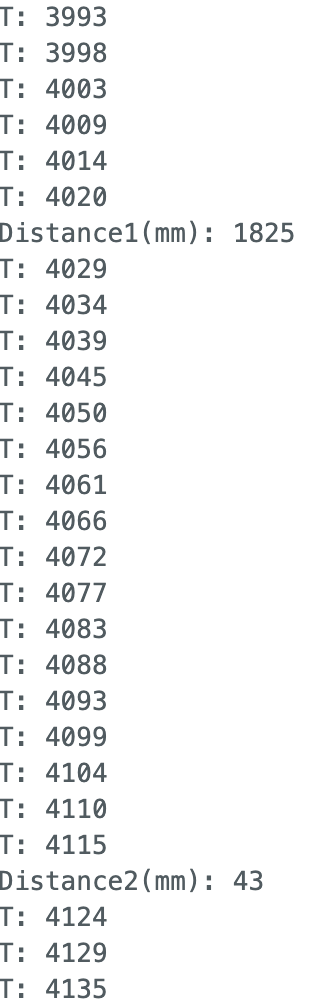 T: 3993
T: 3998
T: 4003
T: 4009
T: 4014
T: 4020
Distance1(mm): 1825
T: 4029
T: 4034
T: 4039
T: 4045
T: 4050
T: 4056
T: 4061
T: 4066
T: 4072
T: 4077
T: 4083
T: 4088
T: 4093
T: 4099
T: 4104
T: 4110
T: 4115
Distance2(mm): 43
T: 4124
T: 4129
T: 4135